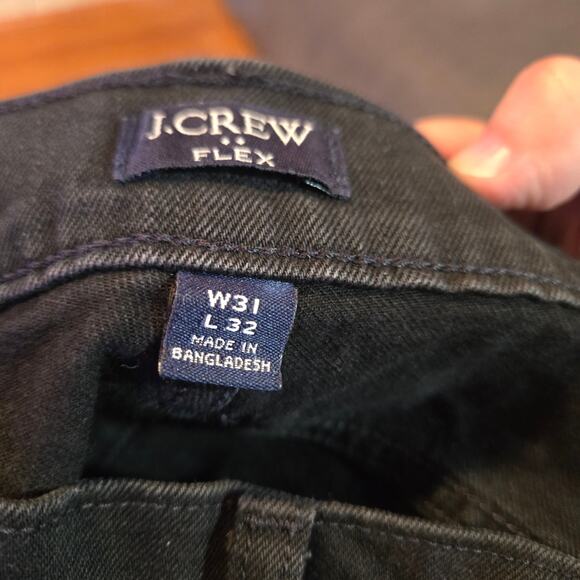 J.CREW
FLEX
W31
L 32
MADE IN
BANGLADESH